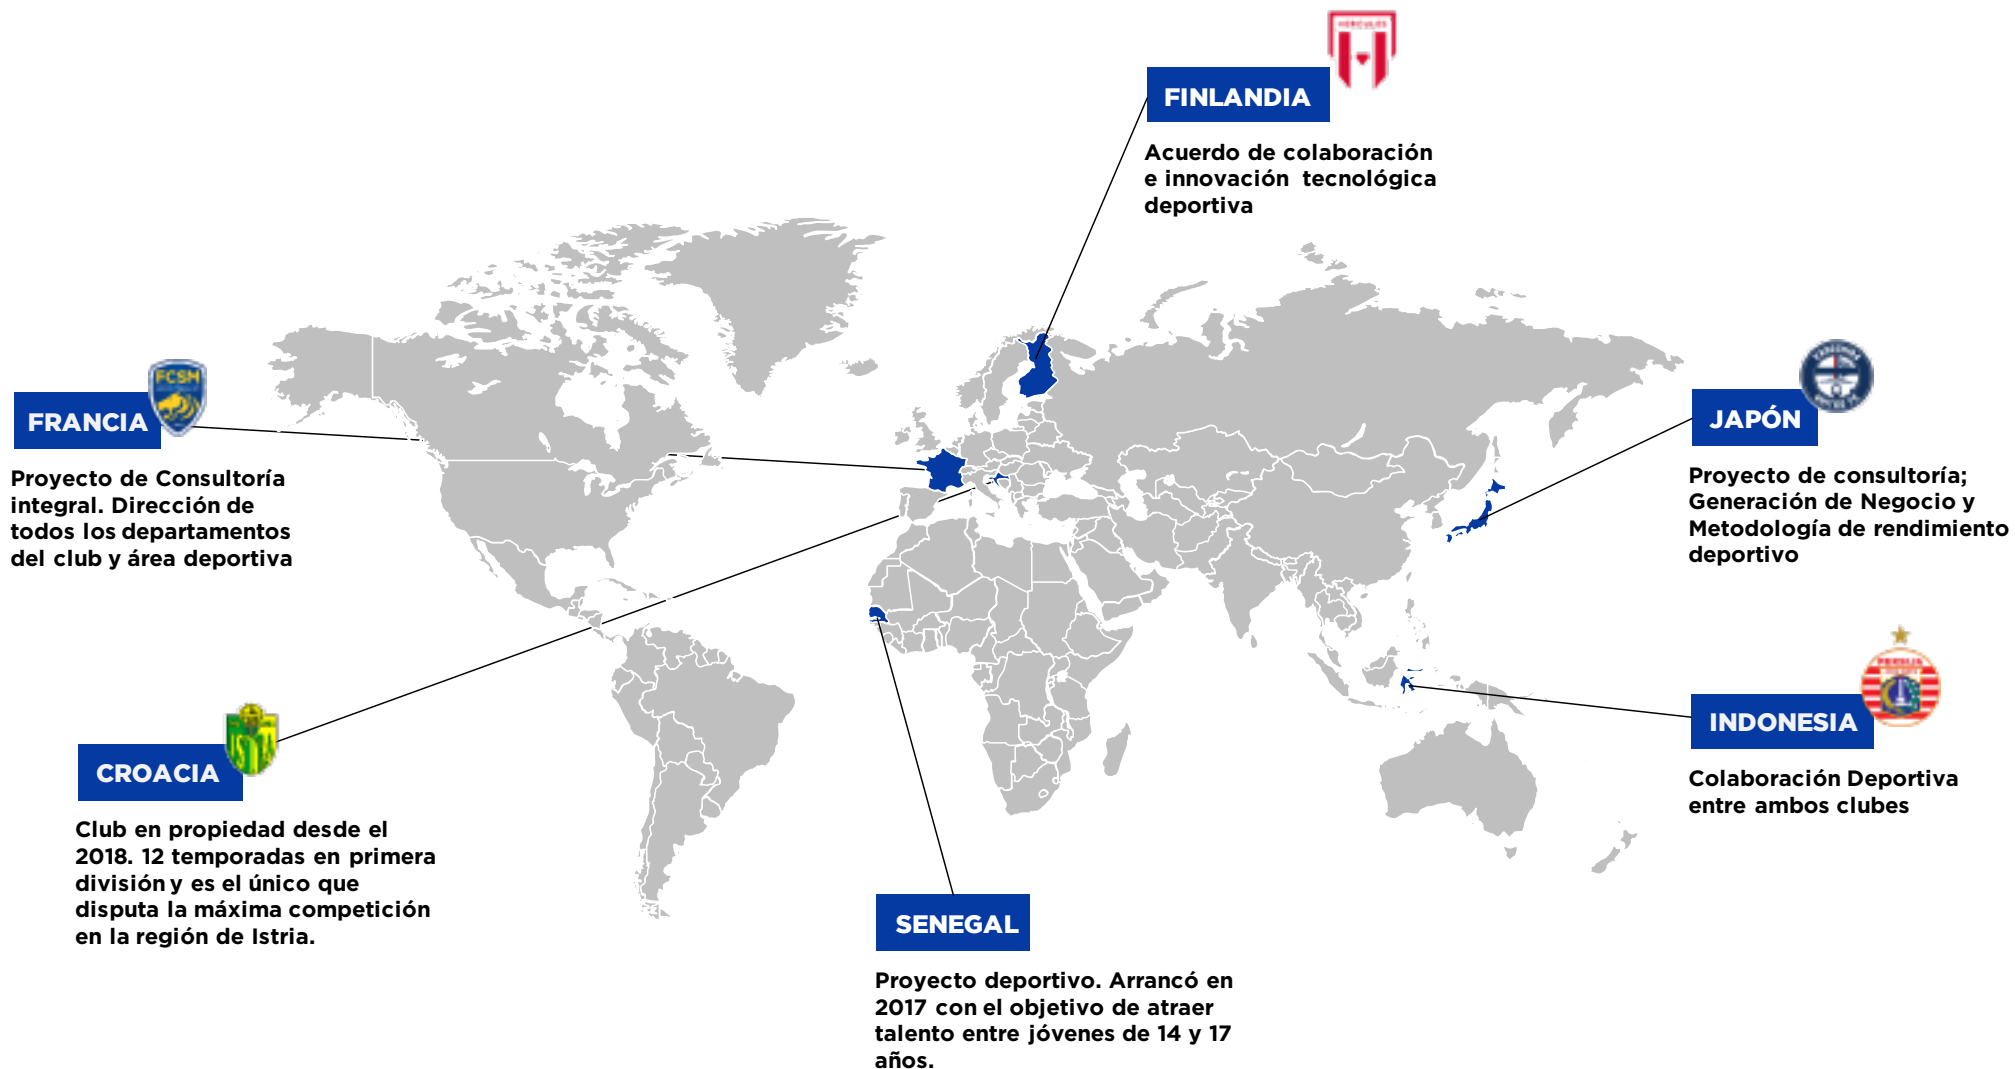 HERCULES
FINLANDIA
Acuerdo de colaboración
e innovación tecnológica
deportiva
FCSM
FRANCIA
Proyecto de Consultoría
integral. Dirección de
todos los departamentos
del club y área deportiva
JAPÓN
Proyecto de consultoría;
Generación de Negocio y
Metodología de rendimiento
deportivo
PERSIJA
INDONESIA
Colaboración Deportiva
entre ambos clubes
CROACIA
Club en propiedad desde el
2018. 12 temporadas en primera
división y es el único que
disputa la máxima competición
en la región de Istria.
SENEGAL
Proyecto deportivo. Arrancó en
2017 con el objetivo de atraer
talento entre jóvenes de 14 y 17
años.